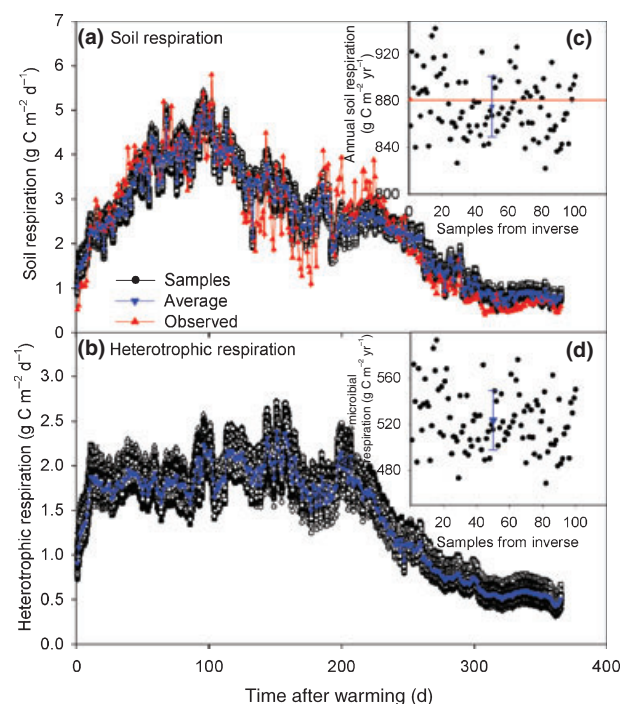 (a) Soil respiration
Soil respiration (g C m⁻² d⁻¹)
7
6
5
4
3
2
1
0
Samples
Average
Observed
(c)
Annual soil respiration
(g C m⁻² yr⁻¹)
920
880
840
800
20 40 60 80 100
Samples from inverse
(b) Heterotrophic respiration
Heterotrophic respiration (g C m⁻² d⁻¹)
3.0
2.5
2.0
1.5
1.0
0.5
0.0
(d)
microibial
respiration (g C m⁻² yr⁻¹)
560
520
480
20 40 60 80 100
Samples from inverse
0 100 200 300 400
Time after warming (d)